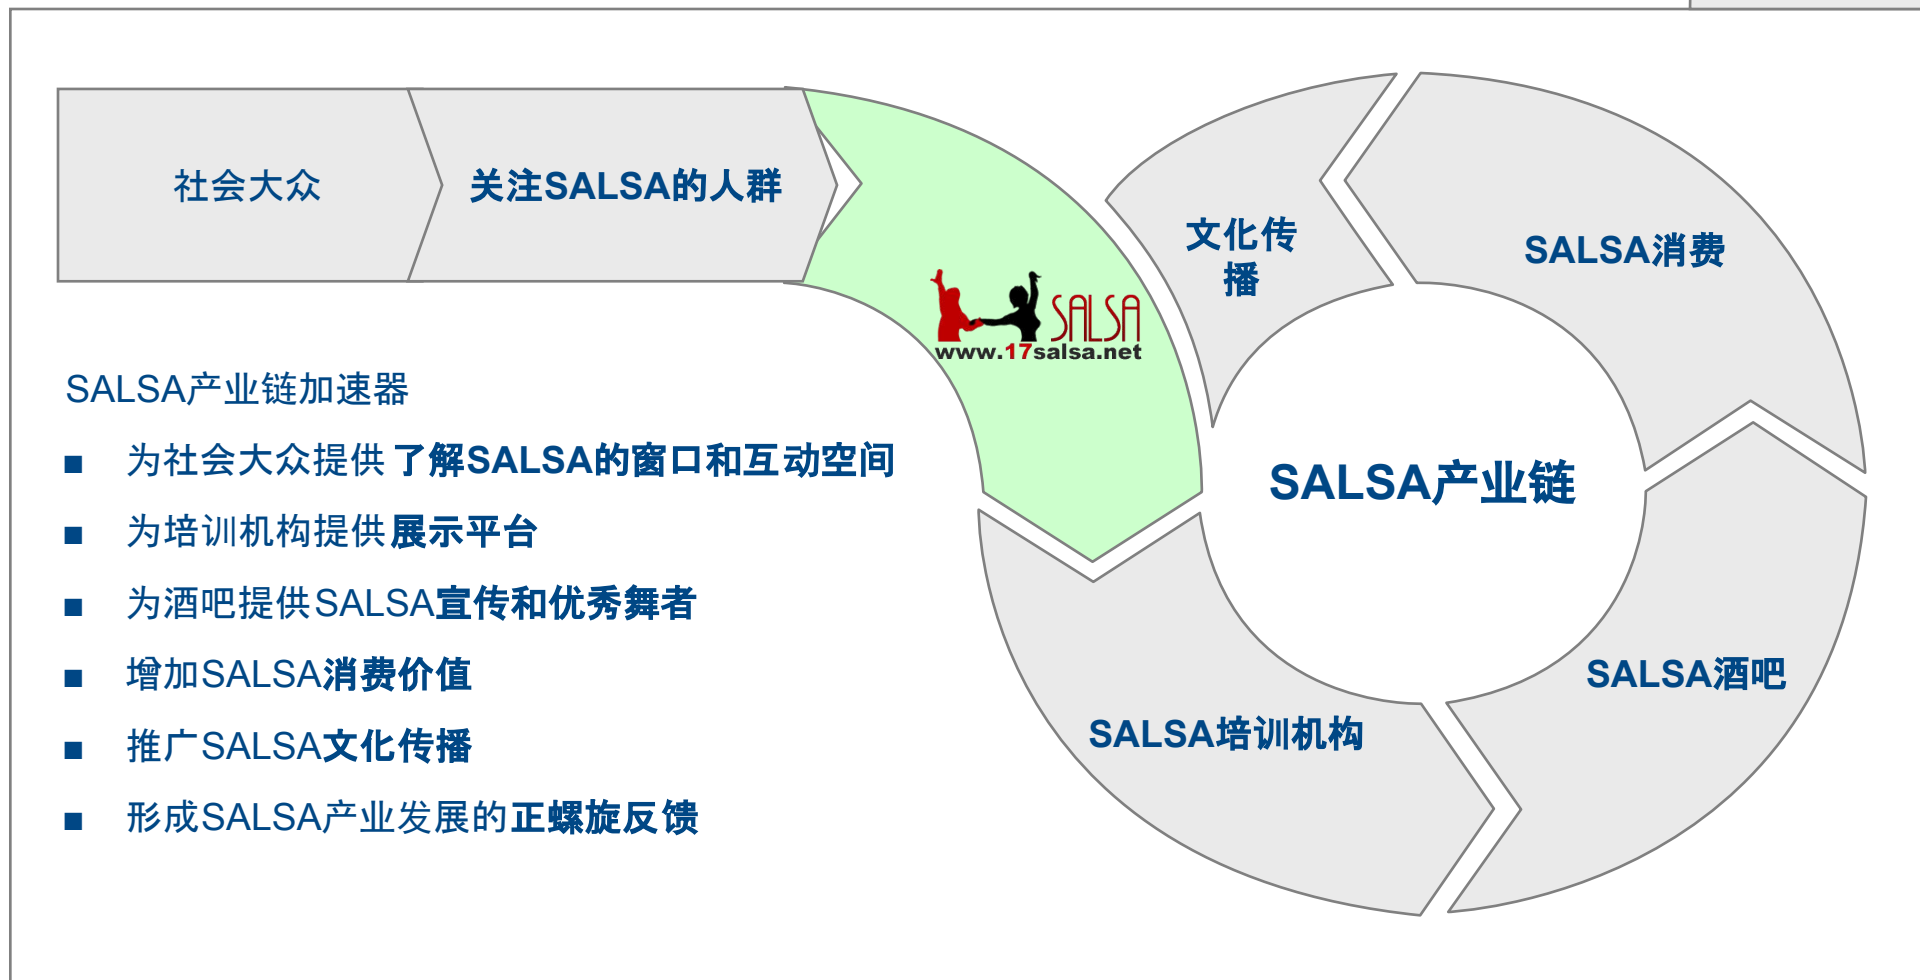 社会大众
关注SALSA的人群
文化传
播
SALSA消费
SALSA
www.17salsa.net
SALSA产业链加速器
■ 为社会大众提供 了解SALSA的窗口和互动空间
■ 为培训机构提供 展示平台
■ 为酒吧提供SALSA宣传和优秀舞者
■ 增加SALSA消费价值
■ 推广SALSA文化传播
■ 形成SALSA产业发展的正螺旋反馈
SALSA产业链
SALSA酒吧
SALSA培训机构